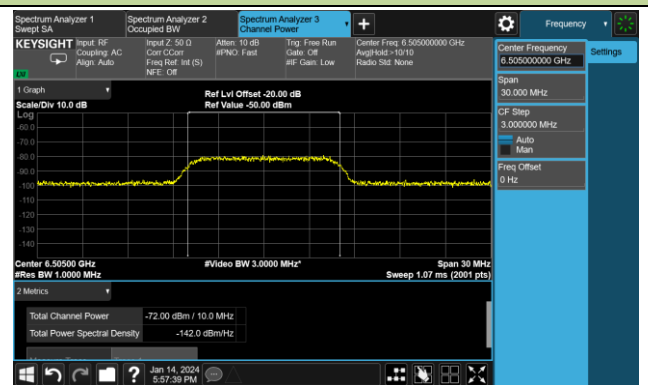 Spectrum Analyzer 1
Swept SA
Spectrum Analyzer 2
Occupied BW
Spectrum Analyzer 3
Channel Power
Frequency
KEYSIGHT
Input: RF
Coupling: AC
Align: Auto
Input Z: 50 Ω
Corr CCorr
Freq Ref: Int (S)
NFE: Off
Atten: 10 dB
#PNO: Fast
Trig: Free Run
Gate: Off
#IF Gain: Low
Center Freq: 6.505000000 GHz
Avg|Hold:>10/10
Radio Std: None
Center Frequency
6.505000000 GHz
Settings
Span
30.000 MHz
CF Step
3.000000 MHz
Auto
Man
Freq Offset
0 Hz
1 Graph
Scale/Div 10.0 dB
Ref Lvl Offset -20.00 dB
Ref Value -50.00 dBm
Log
-60.0
-70.0
-80.0
-90.0
-100
-110
-120
-130
-140
Center 6.50500 GHz
#Video BW 3.0000 MHz*
Span 30 MHz
#Res BW 1.0000 MHz
Sweep 1.07 ms (2001 pts)
2 Metrics
Total Channel Power -72.00 dBm / 10.0 MHz
Total Power Spectral Density -142.0 dBm/Hz
Jan 14, 2024
5:57:39 PM